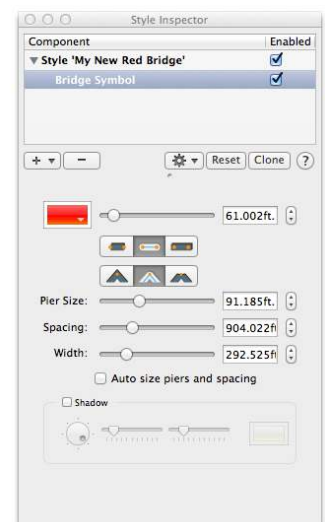 Style Inspector
Component Enabled
Style 'My New Red Bridge'
Bridge Symbol
+ −
Reset Clone ?
61.002ft.
Pier Size: 91.185ft.
Spacing: 904.022ft
Width: 292.525ft
Auto size piers and spacing
Shadow